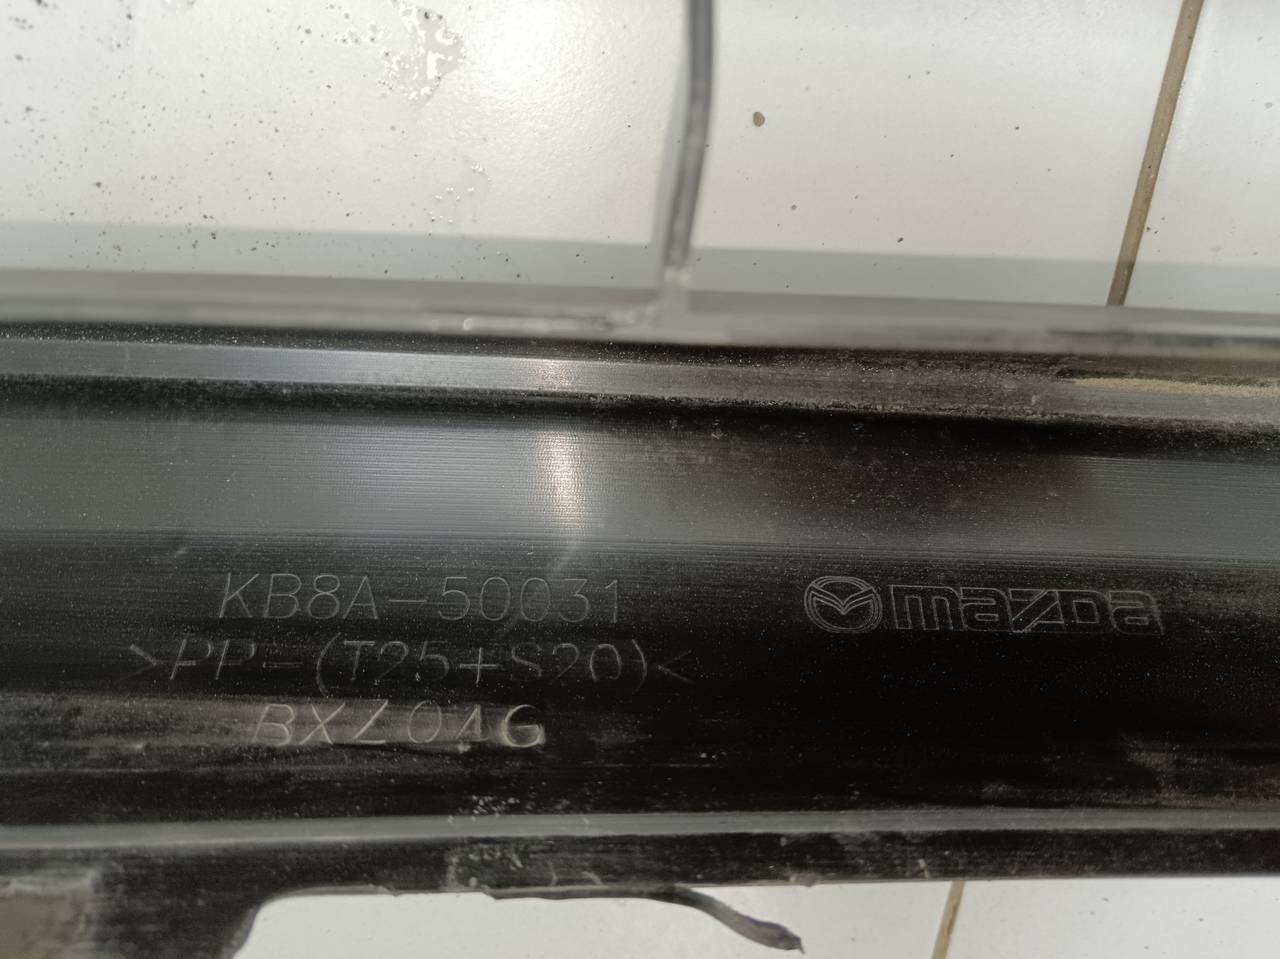 KB8A-50031
mazda
>PP-(T25+S20)<
BXZ04G